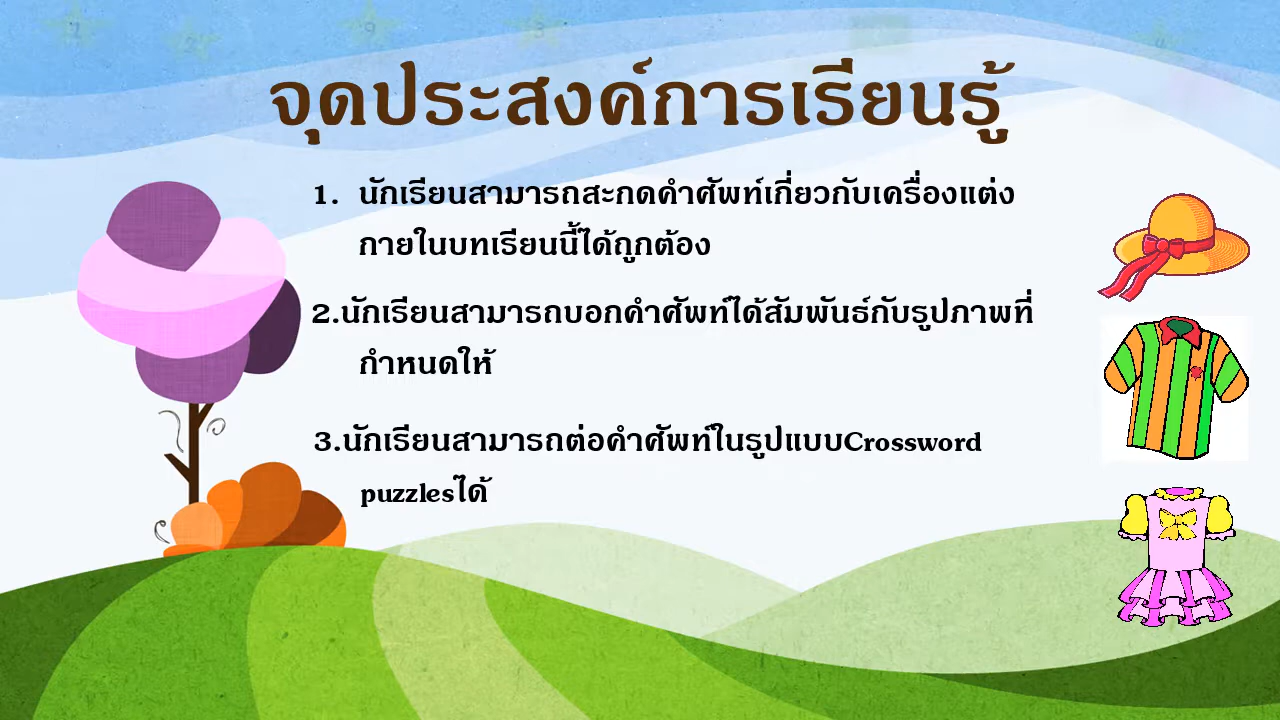 จุดประสงค์การเรียนรู้
1. นักเรียนสามารถสะกดคำศัพท์เกี่ยวกับเครื่องแต่ง
กายในบทเรียนนี้ได้ถูกต้อง
2.นักเรียนสามารถบอกคำศัพท์ได้สัมพันธ์กับรูปภาพที่
กำหนดให้
3.นักเรียนสามารถต่อคำศัพท์ในรูปแบบCrossword
puzzlesได้